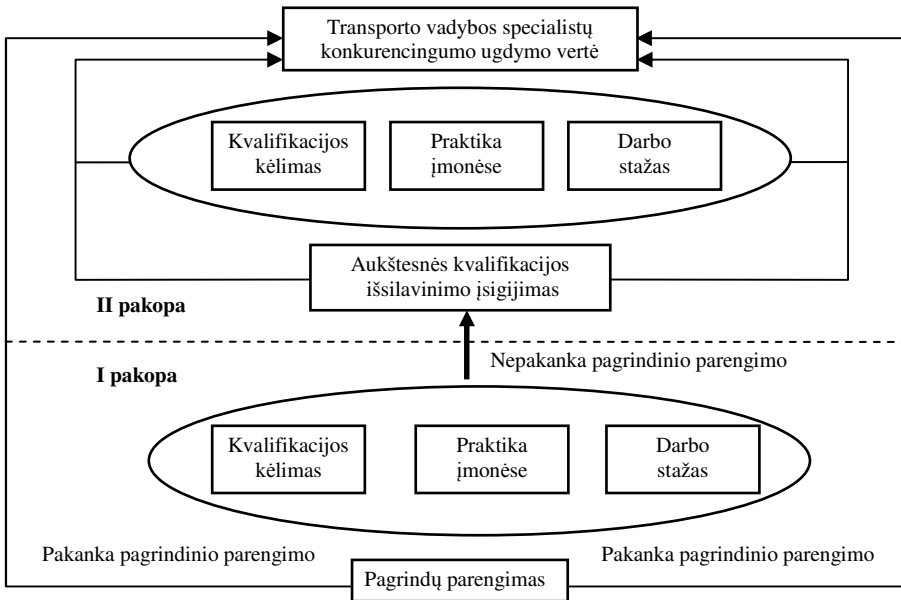 Transporto vadybos specialistų
konkurencingumo ugdymo vertė
Kvalifikacijos
kėlimas
Praktika
įmonėse
Darbo
stažas
Aukštesnės kvalifikacijos
išsilavinimo įsigijimas
II pakopa
Nepakanka pagrindinio parengimo
I pakopa
Kvalifikacijos
kėlimas
Praktika
įmonėse
Darbo
stažas
Pakanka pagrindinio parengimo
Pakanka pagrindinio parengimo
Pagrindų parengimas